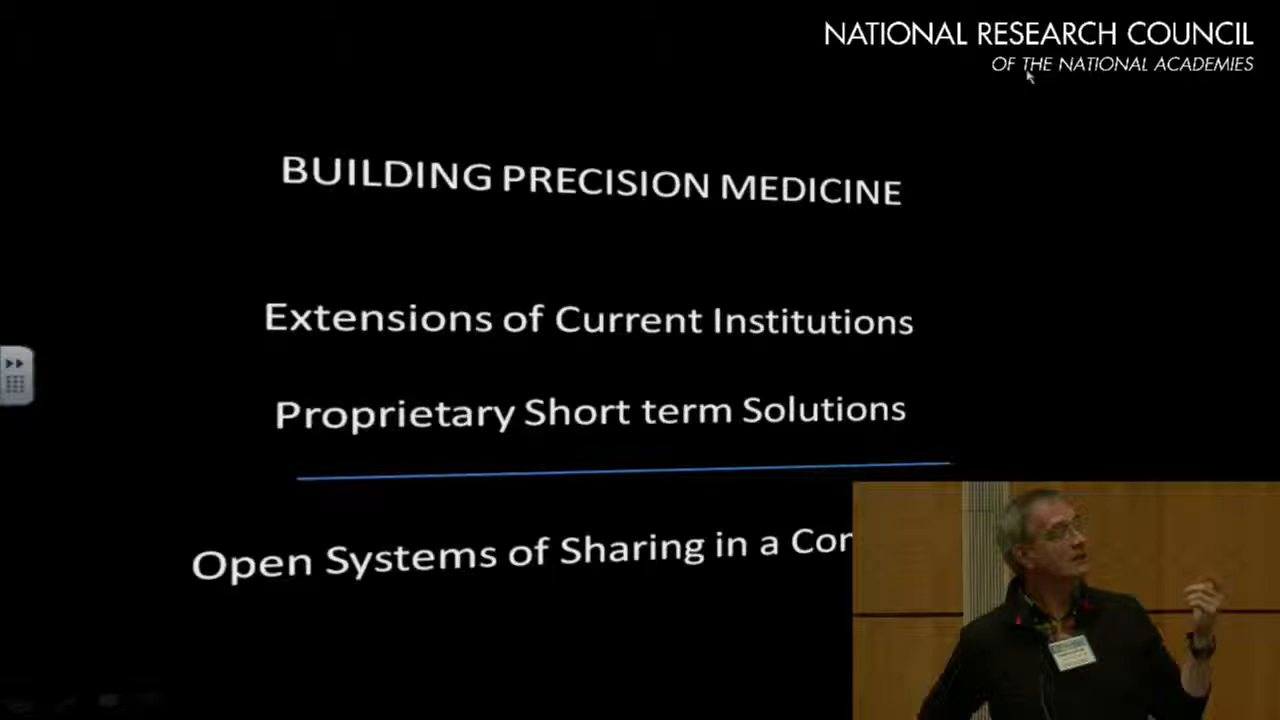 NATIONAL RESEARCH COUNCIL
OF THE NATIONAL ACADEMIES
BUILDING PRECISION MEDICINE
Extensions of Current Institutions
Proprietary Short term Solutions
Open Systems of Sharing in a